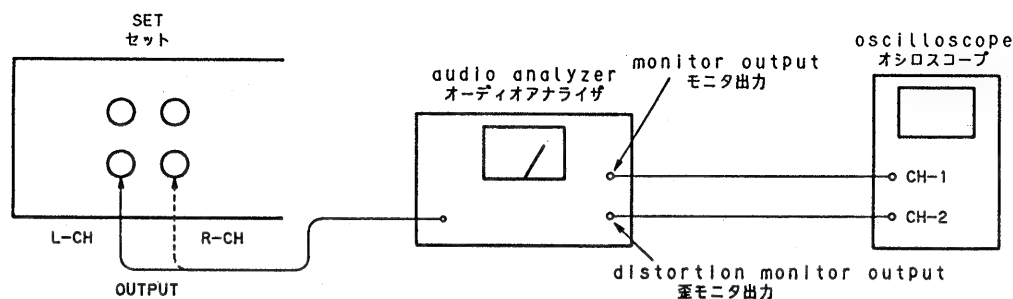 SET
セット
L-CH
R-CH
OUTPUT
audio analyzer
オーディオアナライザ
monitor output
モニタ出力
distortion monitor output
歪モニタ出力
oscilloscope
オシロスコープ
CH-1
CH-2